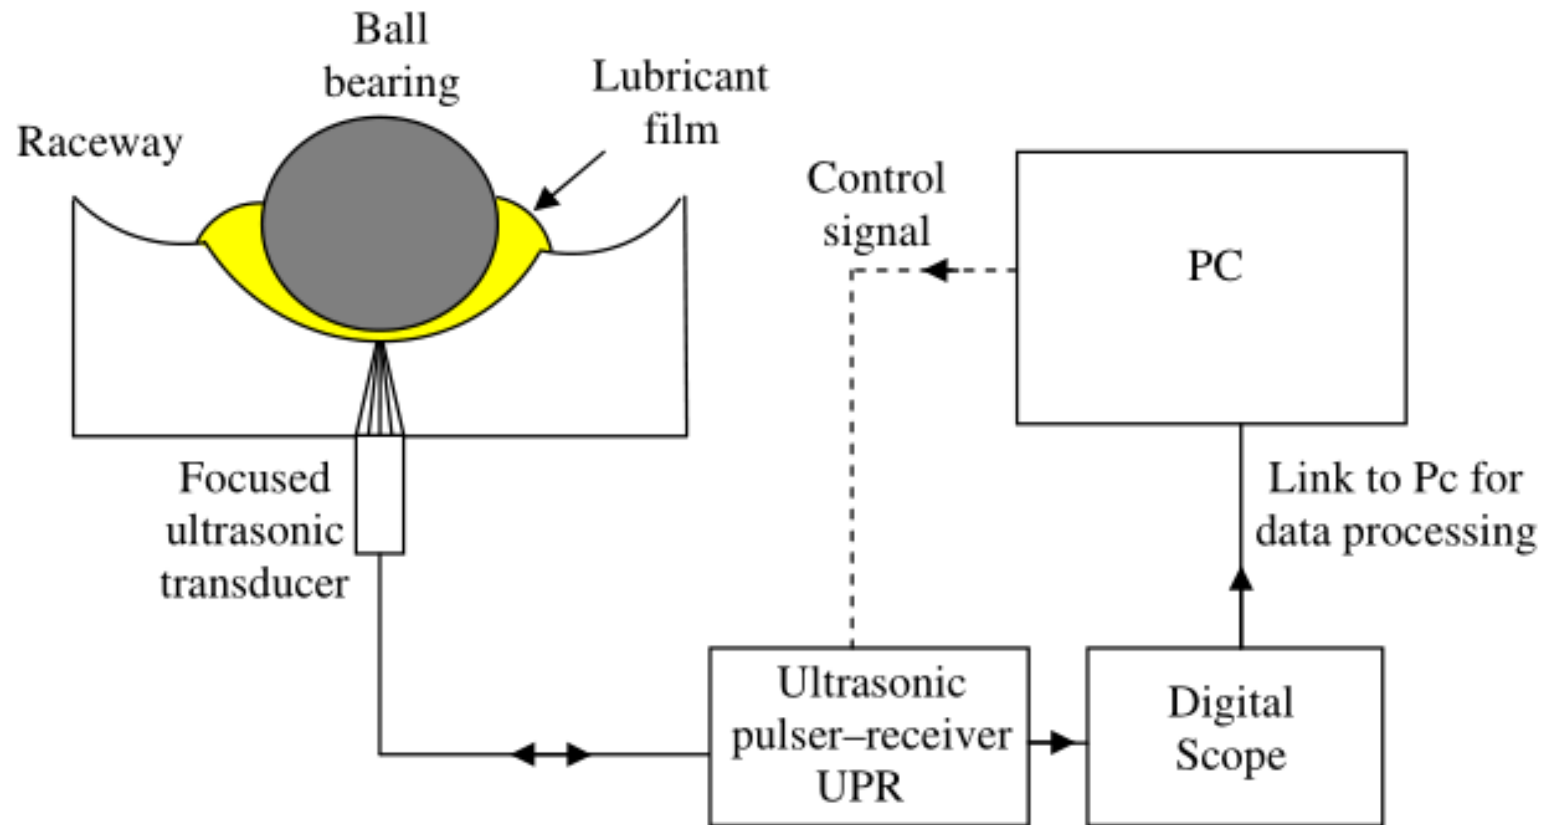 Ball
bearing
Lubricant
film
Raceway
Control
signal
PC
Focused
ultrasonic
transducer
Link to Pc for
data processing
Ultrasonic
pulser–receiver
UPR
Digital
Scope